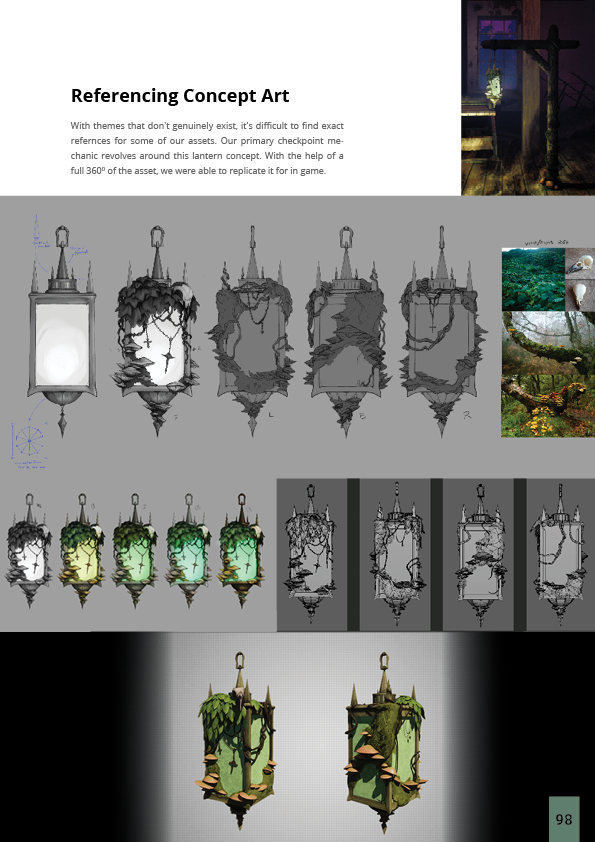 Referencing Concept Art
With themes that don't genuinely exist, it's difficult to find exact
refernces for some of our assets. Our primary checkpoint me-
chanic revolves around this lantern concept. With the help of a
full 360º of the asset, we were able to replicate it for in game.
L
B
R
98